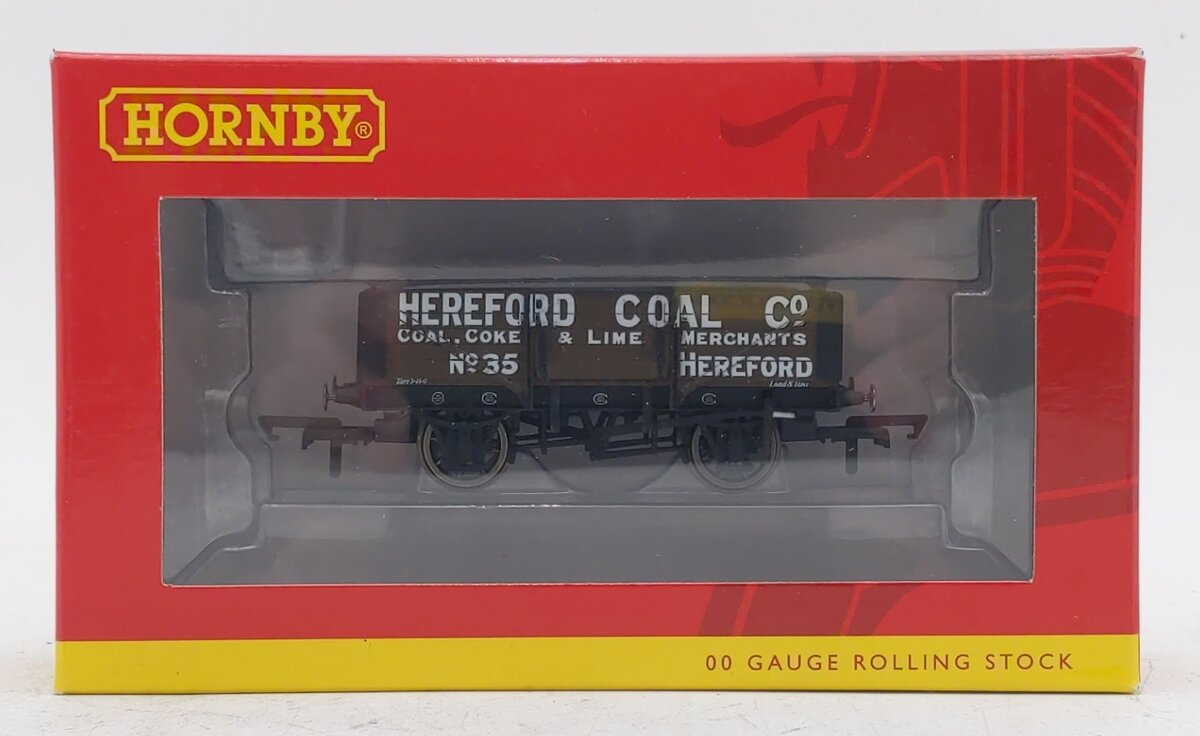 HORNBY®
HEREFORD COAL Cº
COAL, COKE & LIME MERCHANTS
Nº 35 HEREFORD
00 GAUGE ROLLING STOCK